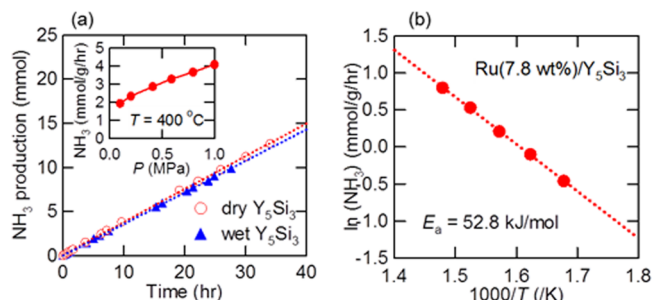 (a)
25
20
15
10
5
0
NH₃ production (mmol)
0 10 20 30 40
Time (hr)
5
4
3
2
1
0
NH₃ (mmol/g/hr)
T = 400 °C
0.0 0.5 1.0
P (MPa)
dry Y₅Si₃
wet Y₅Si₃
(b)
1.5
1.0
0.5
0.0
-0.5
-1.0
-1.5
ln (NH₃) (mmol/g/hr)
Ru(7.8 wt%)/Y₅Si₃
Eₐ = 52.8 kJ/mol
1.4 1.5 1.6 1.7 1.8
1000/T (/K)